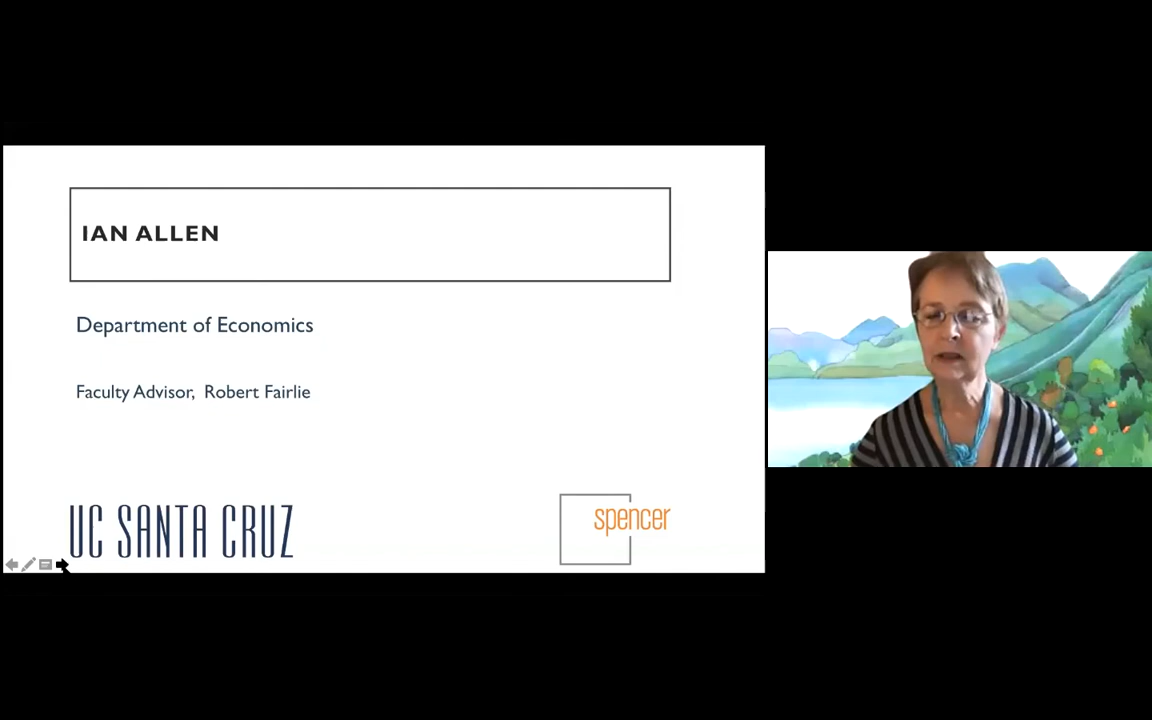 IAN ALLEN
Department of Economics
Faculty Advisor, Robert Fairlie
UC SANTA CRUZ
spencer